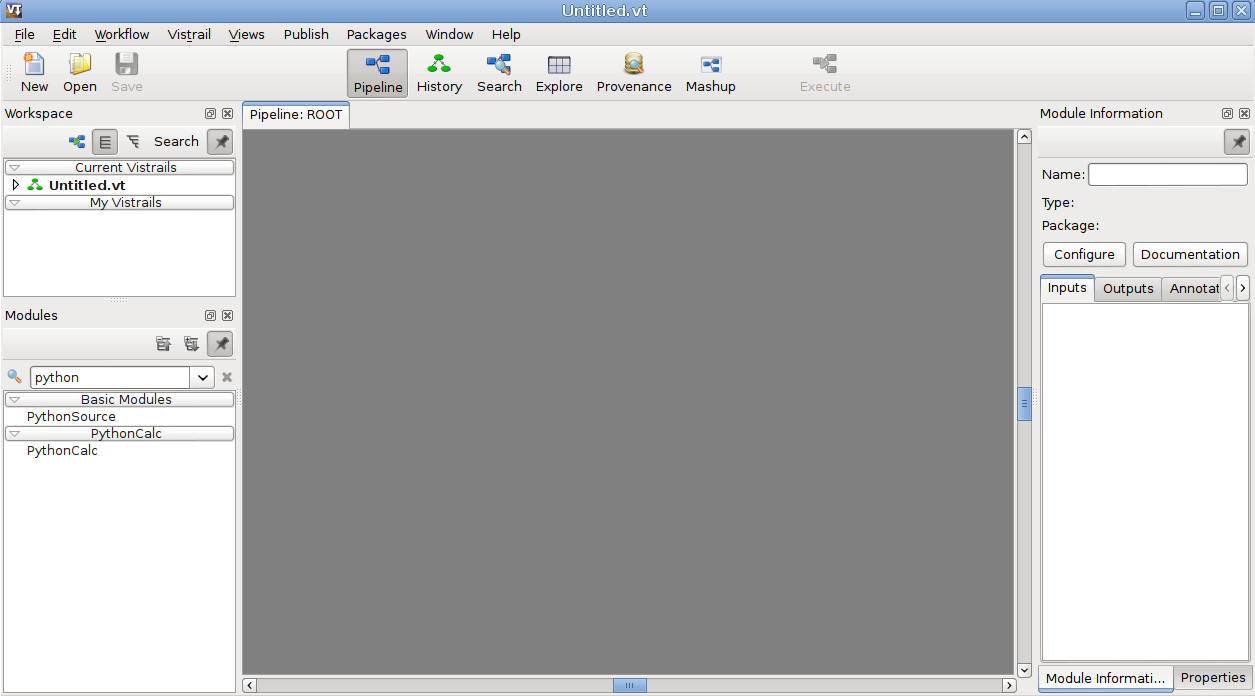 VT Untitled.vt
File Edit Workflow Vistrail Views Publish Packages Window Help
New Open Save Pipeline History Search Explore Provenance Mashup Execute
Workspace
Search
Current Vistrails
Untitled.vt
My Vistrails
Modules
python
Basic Modules
PythonSource
PythonCalc
PythonCalc
Pipeline: ROOT
Module Information
Name:
Type:
Package:
Configure Documentation
Inputs Outputs Annotat
Module Informati... Properties